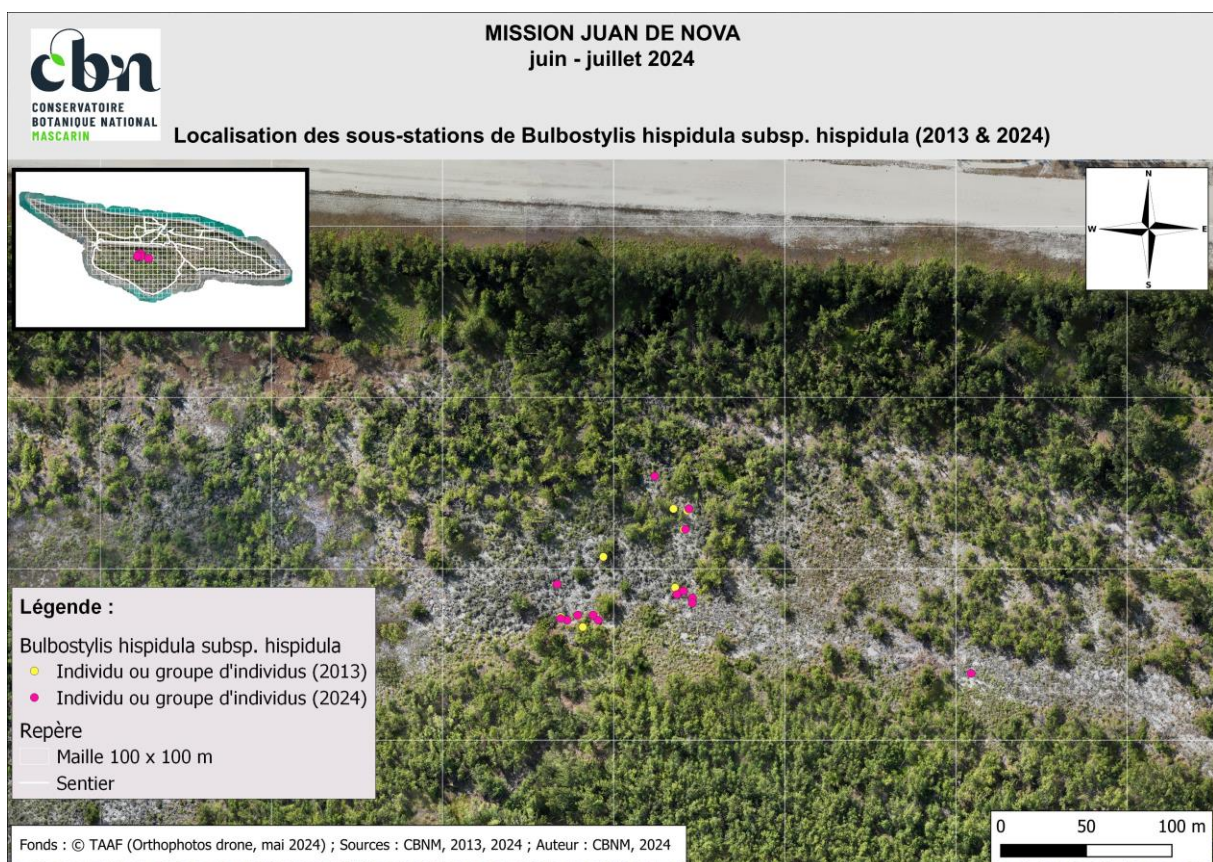 MISSION JUAN DE NOVA
juin - juillet 2024
cbn
CONSERVATOIRE
BOTANIQUE NATIONAL
MASCARIN
Localisation des sous-stations de Bulbostylis hispidula subsp. hispidula (2013 & 2024)
N
W
E
S
Légende :
Bulbostylis hispidula subsp. hispidula
Individu ou groupe d'individus (2013)
Individu ou groupe d'individus (2024)
Repère
Maille 100 x 100 m
Sentier
0 50 100 m
Fonds : © TAAF (Orthophotos drone, mai 2024) ; Sources : CBNM, 2013, 2024 ; Auteur : CBNM, 2024